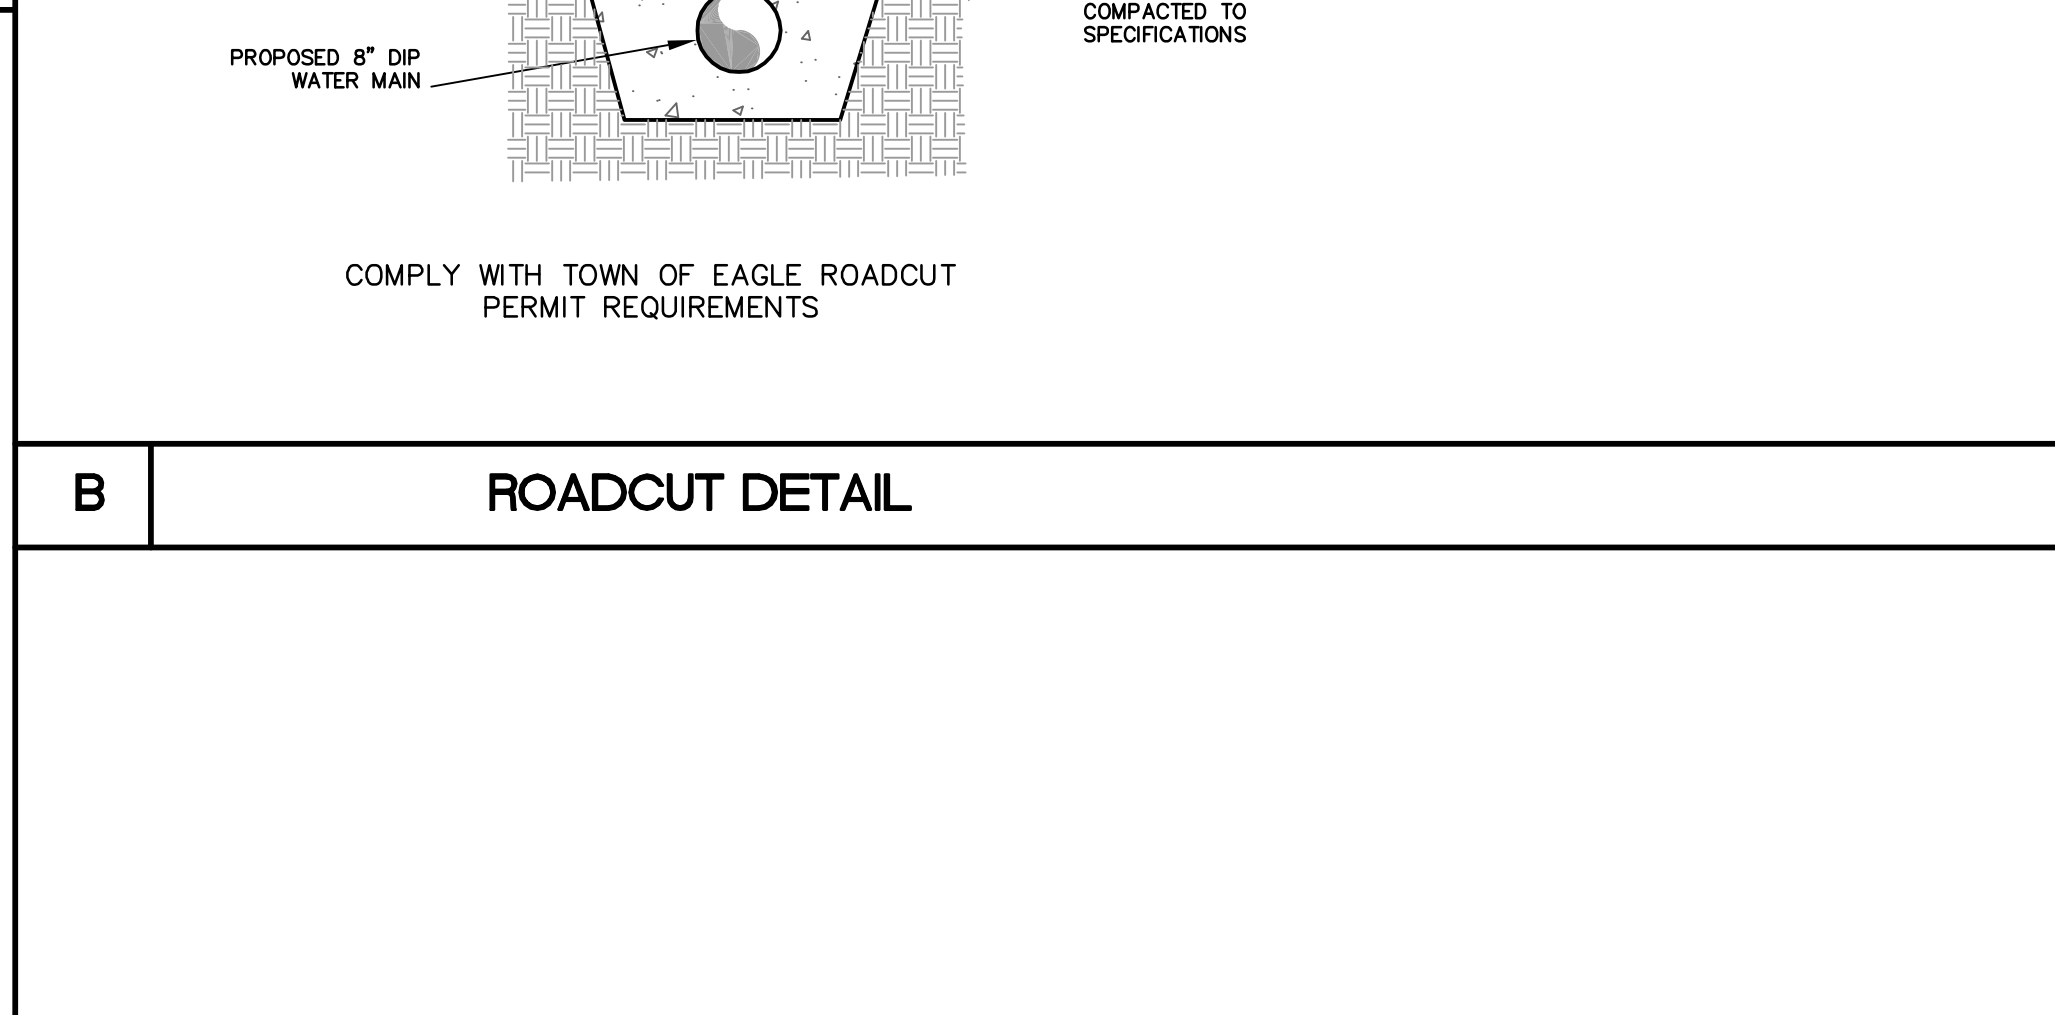 COMPACTED TO
SPECIFICATIONS
PROPOSED 8" DIP
WATER MAIN
COMPLY WITH TOWN OF EAGLE ROADCUT
PERMIT REQUIREMENTS
B
ROADCUT DETAIL